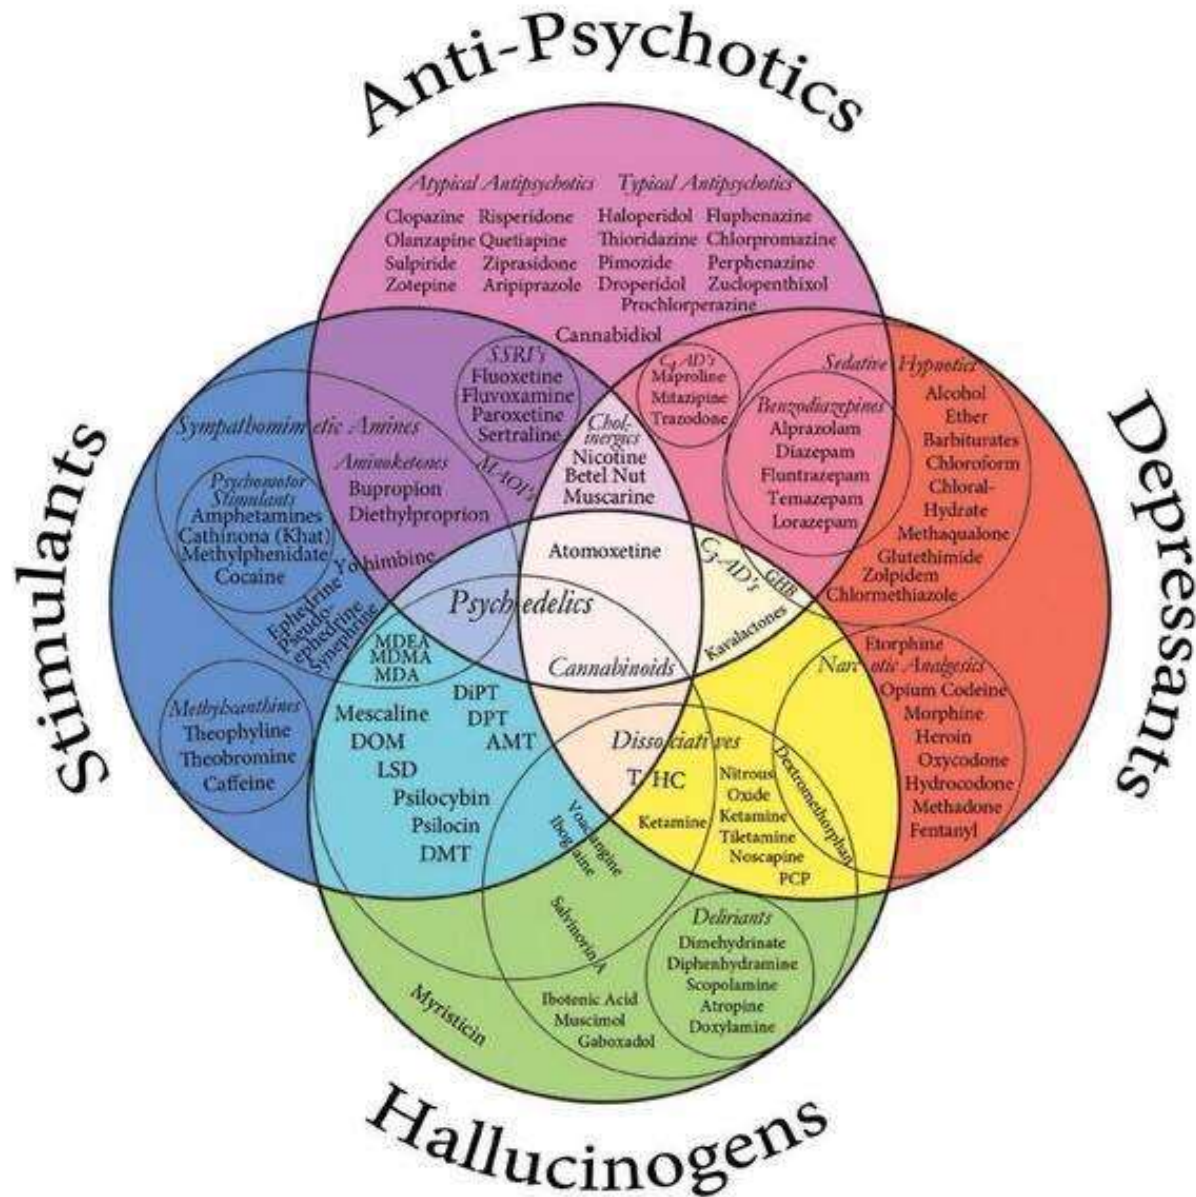 Anti-Psychotics
Atypical Antipsychotics Typical Antipsychotics
Clopazine Risperidone Haloperidol Fluphenazine
Olanzapine Quetiapine Thioridazine Chlorpromazine
Sulpiride Ziprasidone Pimozide Perphenazine
Zotepine Aripiprazole Droperidol Zuclopenthixol
Prochlorperazine
Cannabidiol
SSRI's
Fluoxetine
Fluvoxamine
Paroxetine
Sertraline
C4 AD's
Maproline
Mitazipine
Trazodone
Sedative Hypnotics
Alcohol
Ether
Barbiturates
Chloroform
Chloral-
Hydrate
Methaqualone
Glutethimide
Zolpidem
Chlormethiazole
Benzodiazepines
Alprazolam
Diazepam
Fluntrazepam
Temazepam
Lorazepam
Depressants
Stimulants
Sympathomimetic Amines
Psychomotor
Stimulants
Amphetamines
Cathinona (Khat)
Methylphenidate
Cocaine
Aminoketones
Bupropion
Diethylproprion
MAOI's
Yohimbine
Ephedrine
Pseudo-
ephedrine
Synephrine
Chol-
inergics
Nicotine
Betel Nut
Muscarine
Atomoxetine
C3-AD's
GHB
Kavalactones
Psychedelics
Cannabinoids
MDEA
MDMA
MDA
DiPT
DPT
AMT
Mescaline
DOM
LSD
Psilocybin
Psilocin
DMT
Methylxanthines
Theophyline
Theobromine
Caffeine
Etorphine
Narcotic Analgesics
Opium Codeine
Morphine
Heroin
Oxycodone
Hydrocodone
Methadone
Fentanyl
Dextromethorphan
Dissociatives
THC
Ketamine
Nitrous
Oxide
Ketamine
Tiletamine
Noscapine
PCP
Voacangine
Ibogaine
Salvinorin A
Deliriants
Dimehydrinate
Diphenhydramine
Scopolamine
Atropine
Doxylamine
Ibotenic Acid
Muscimol
Gaboxadol
Myristicin
Hallucinogens